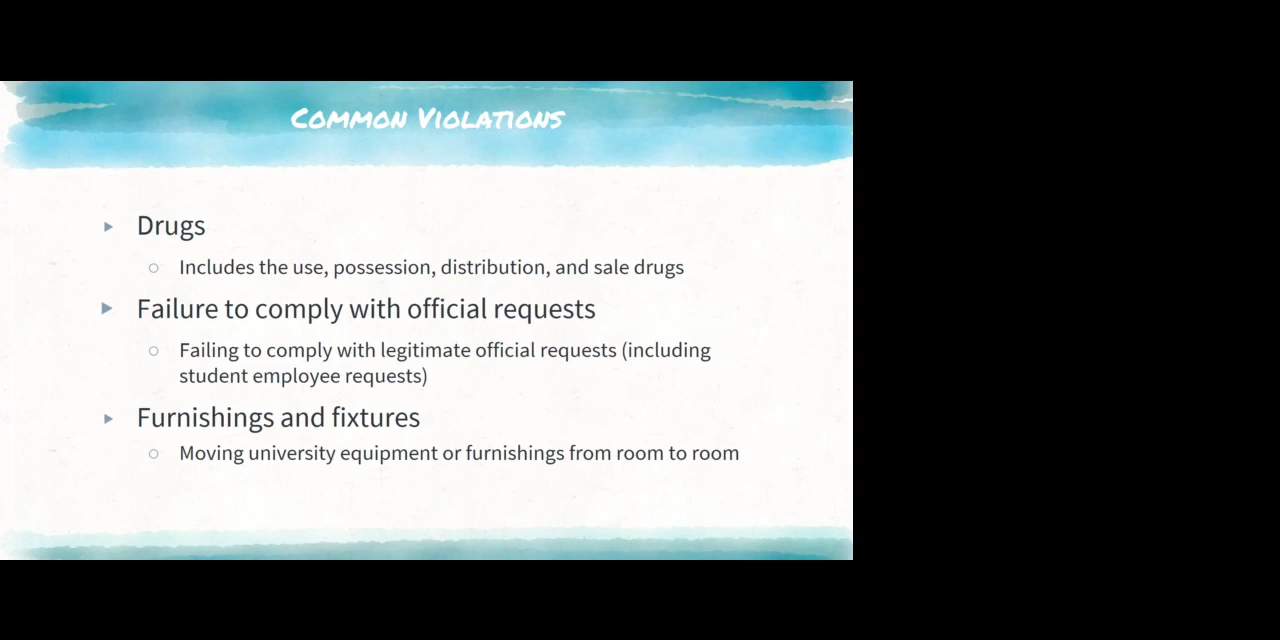 Common Violations
Drugs
Includes the use, possession, distribution, and sale drugs
Failure to comply with official requests
Failing to comply with legitimate official requests (including
student employee requests)
Furnishings and fixtures
Moving university equipment or furnishings from room to room